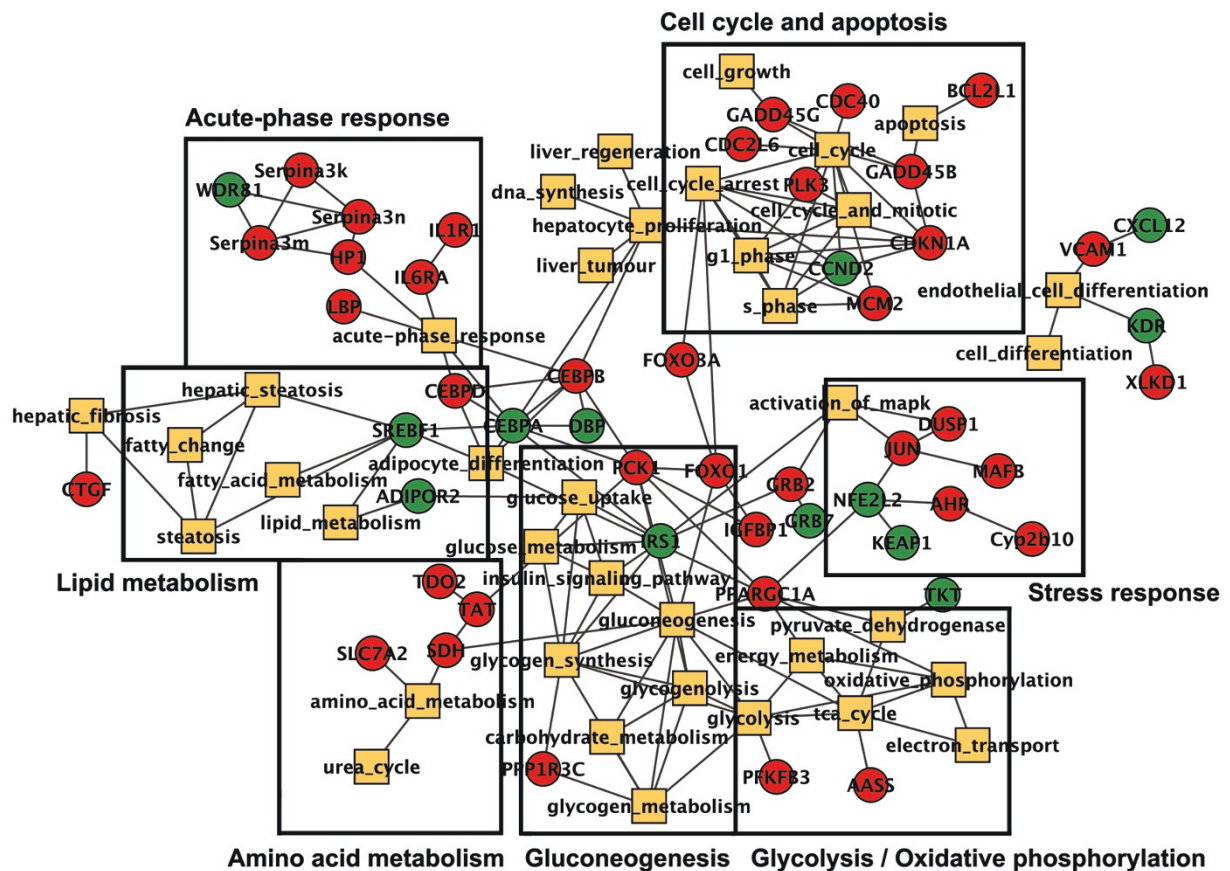 Cell cycle and apoptosis
cell_growth
BCL2L1
CDC40
GADD45G
apoptosis
Acute-phase response
CDC2L6
cell_cycle
liver_regeneration
Serpina3k
GADD45B
WDR81
dna_synthesis
cell_cycle_arrest
PLK3
Serpina3n
IL1R1
hepatocyte_proliferation
cell_cycle_and_mitotic
CXCL12
Serpina3m
CDKN1A
VCAM1
HP1
g1_phase
IL6RA
liver_tumour
CCND2
endothelial_cell_differentiation
LBP
s_phase
MCM2
KDR
acute-phase_response
cell_differentiation
FOXO3A
CEBPB
XLKD1
hepatic_steatosis
CEBPD
activation_of_mapk
hepatic_fibrosis
SREBF1
CEBPA
DBP
DUSP1
fatty_change
JUN
adipocyte_differentiation
PCK1
FOXO1
MAFB
CTGF
fatty_acid_metabolism
GRB2
ADIPOR2
glucose_uptake
NFE2L2
AHR
lipid_metabolism
GRB7
IGFBP1
steatosis
glucose_metabolism
IRS1
KEAP1
Cyp2b10
Lipid metabolism
TDO2
insulin_signaling_pathway
TAT
PPARGC1A
TKT
Stress response
gluconeogenesis
pyruvate_dehydrogenase
SLC7A2
SDH
glycogen_synthesis
energy_metabolism
oxidative_phosphorylation
glycogenolysis
amino_acid_metabolism
glycolysis
tca_cycle
carbohydrate_metabolism
electron_transport
urea_cycle
PPP1R3C
PFKFB3
AASS
glycogen_metabolism
Amino acid metabolism
Gluconeogenesis
Glycolysis / Oxidative phosphorylation